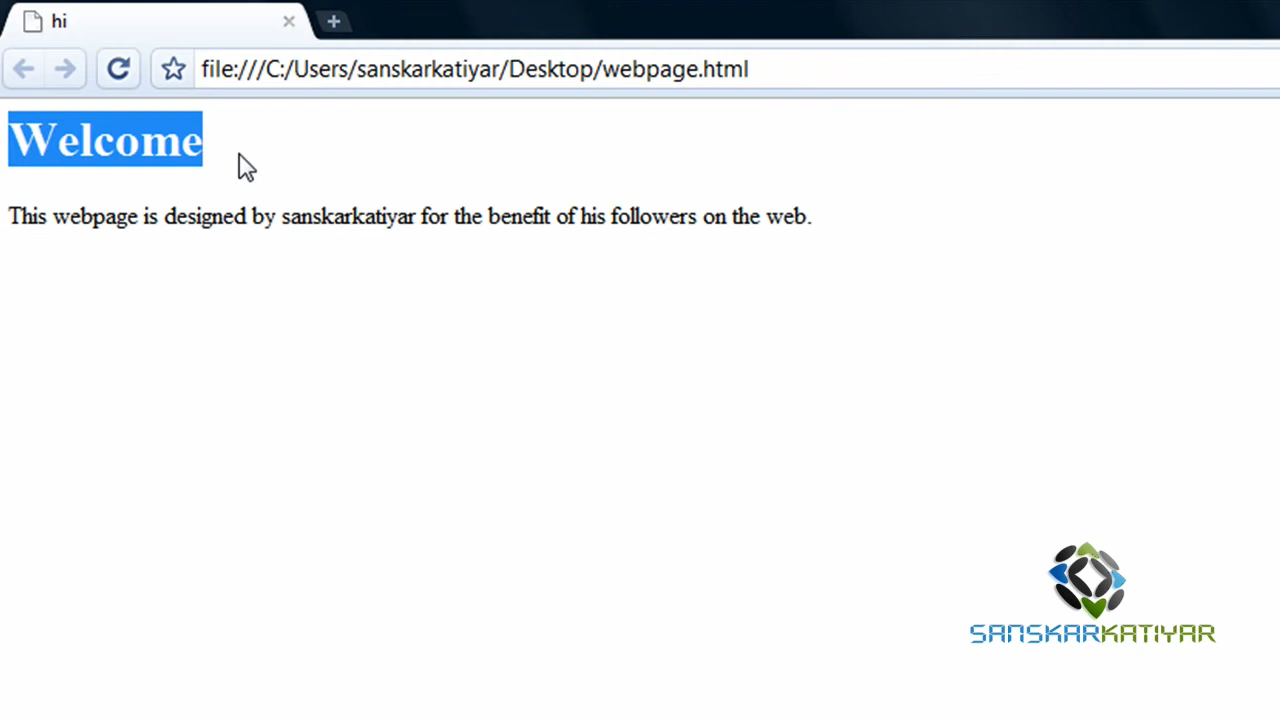 hi
file:///C:/Users/sanskarkatiyar/Desktop/webpage.html
Welcome
This webpage is designed by sanskarkatiyar for the benefit of his followers on the web.
SANSKARKATIYAR